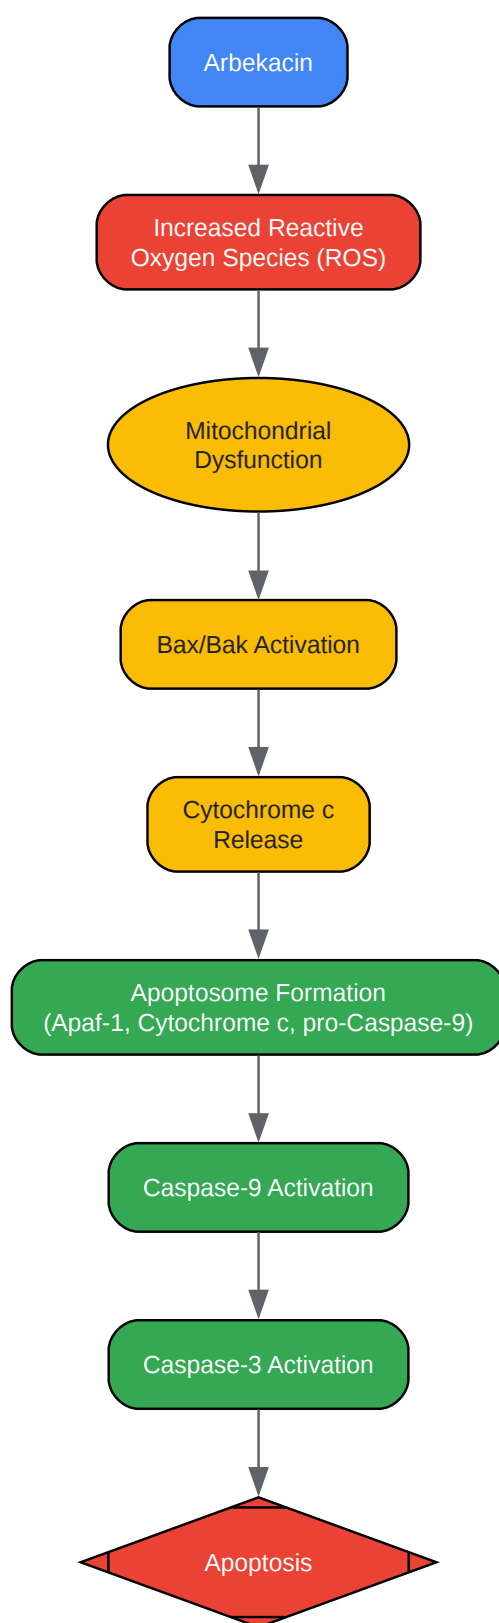 Arbekacin
Increased Reactive
Oxygen Species (ROS)
Mitochondrial
Dysfunction
Bax/Bak Activation
Cytochrome c
Release
Apoptosome Formation
(Apaf-1, Cytochrome c, pro-Caspase-9)
Caspase-9 Activation
Caspase-3 Activation
Apoptosis